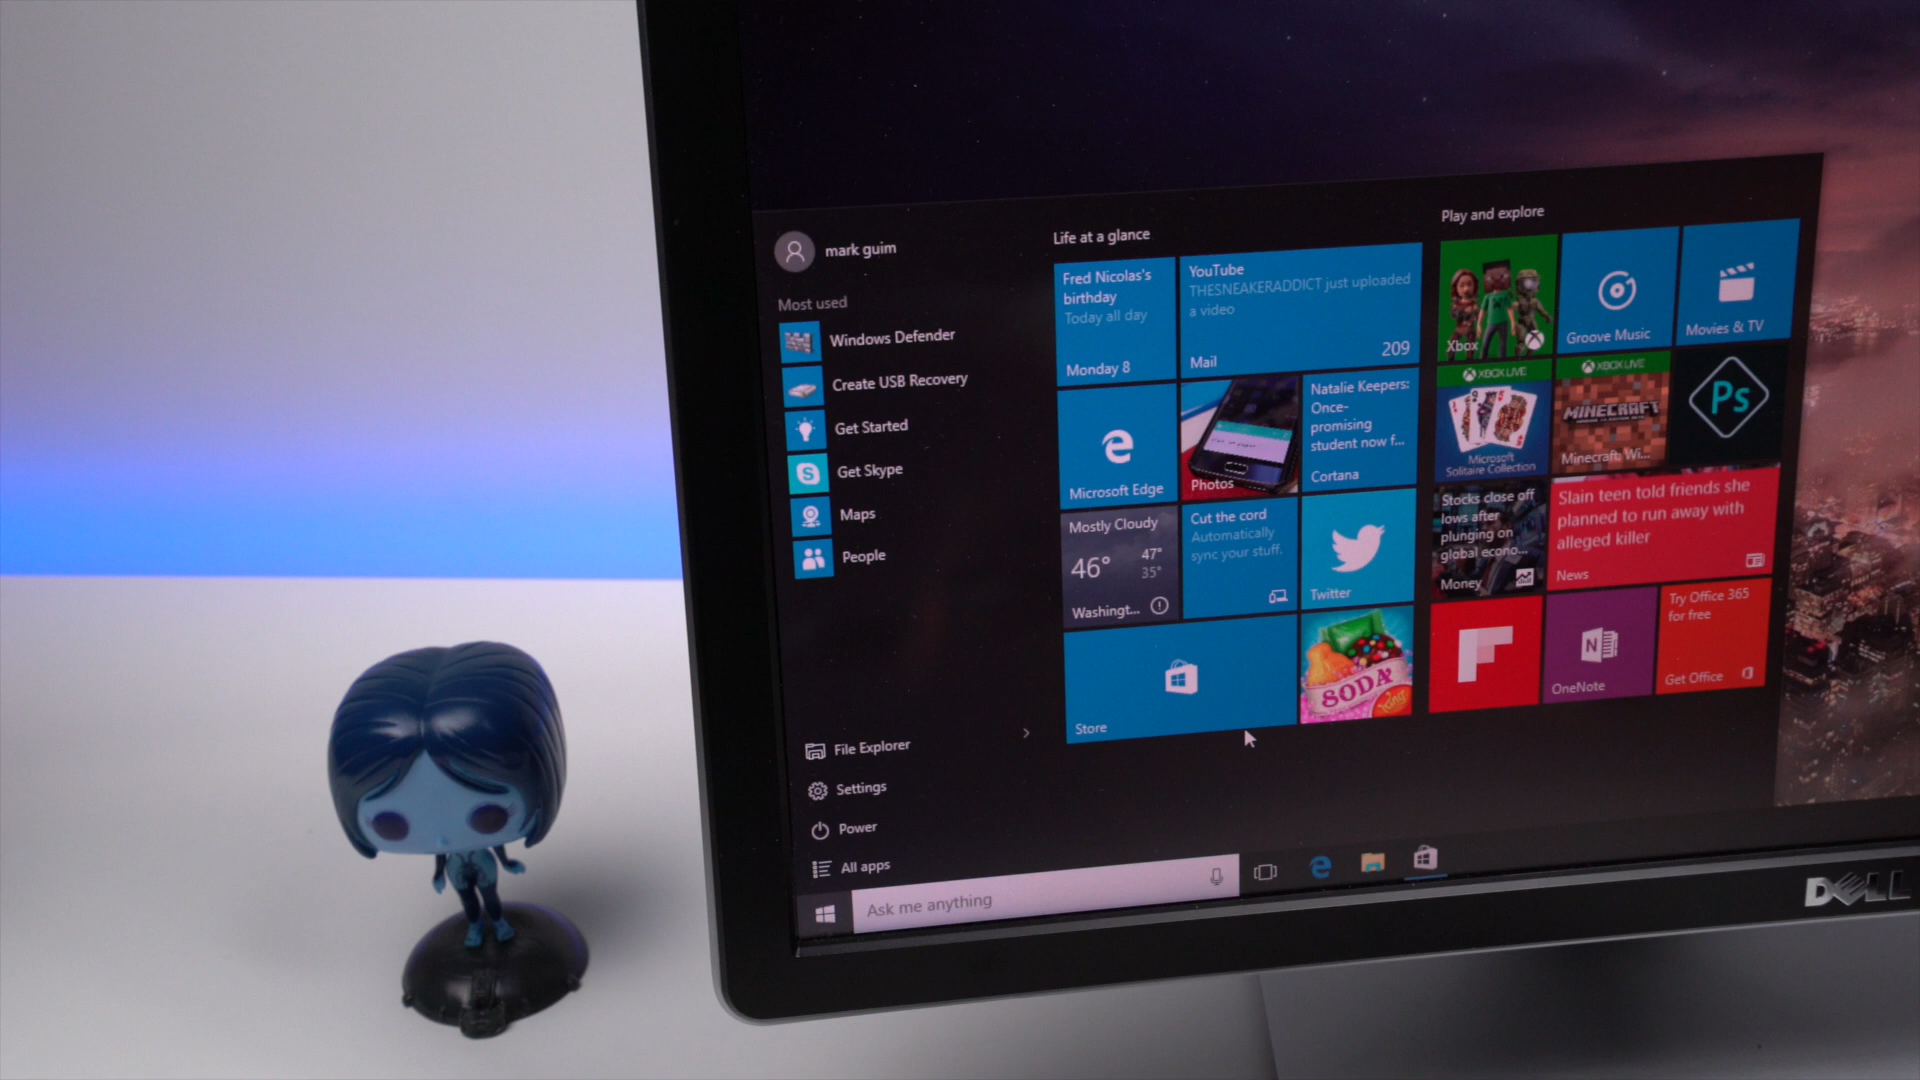 mark guim
Most used
Windows Defender
Create USB Recovery
Get Started
Get Skype
Maps
People
File Explorer
Settings
Power
All apps
Ask me anything
Life at a glance
Fred Nicolas's
birthday
Today all day
Monday 8
YouTube
THESNEAKERADDICT just uploaded
a video
Mail
209
Microsoft Edge
Photos
Natalie Keepers:
Once-
promising
student now f...
Cortana
Mostly Cloudy
46°
47°
35°
Washingt...
Cut the cord
Automatically
sync your stuff.
Twitter
Store
SODA
Play and explore
Xbox
Groove Music
Movies & TV
XBOX LIVE
Microsoft
Solitaire Collection
XBOX LIVE
MINECRAFT
Minecraft: Wi...
Ps
Stocks close off
lows after
plunging on
global econo...
Money
Slain teen told friends she
planned to run away with
alleged killer
News
N
OneNote
Try Office 365
for free
Get Office
DELL